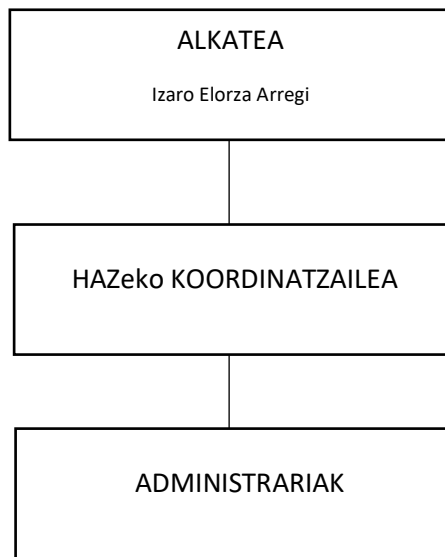 ALKATEA
Izaro Elorza Arregi
HAZeko KOORDINATZAILEA
ADMINISTRARIAK